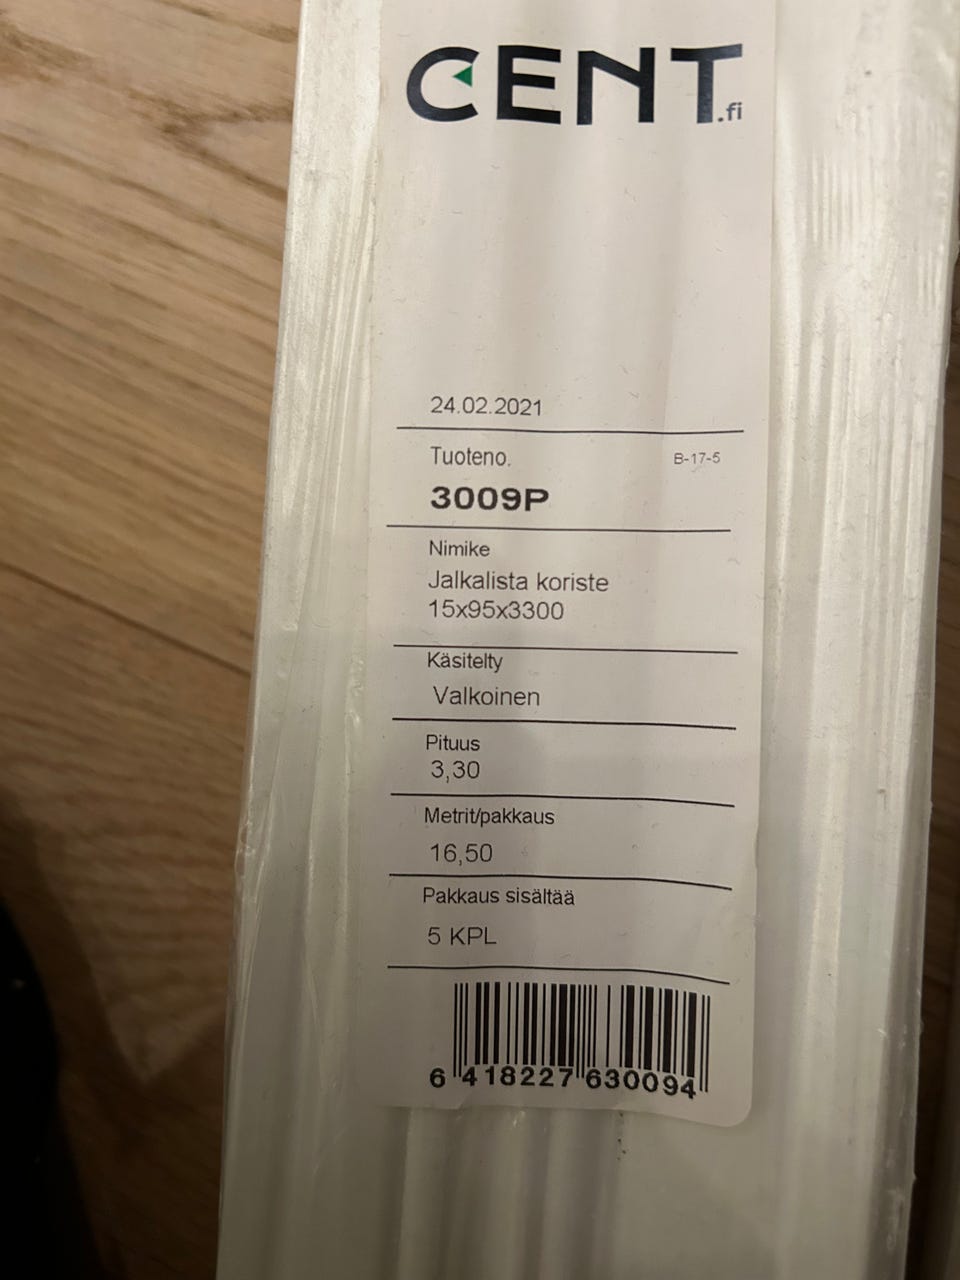 CENT.fi
24.02.2021
Tuoteno. B-17-5
3009P
Nimike
Jalkalista koriste
15x95x3300
Käsitelty
Valkoinen
Pituus
3,30
Metrit/pakkaus
16,50
Pakkaus sisältää
5 KPL
6 418227 630094